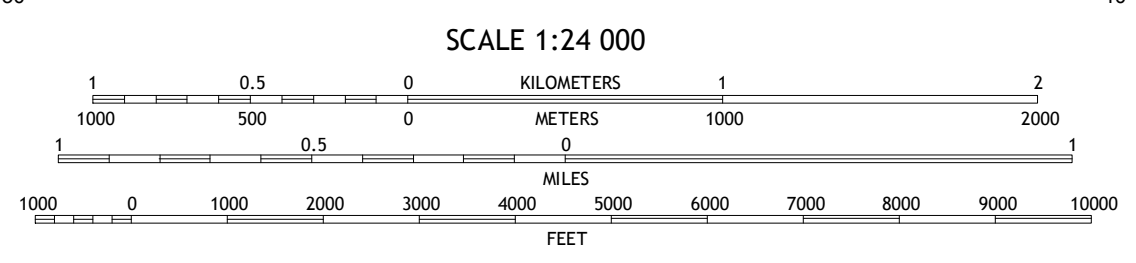 SCALE 1:24 000
1 0.5 0 KILOMETERS 1 2
1000 500 0 METERS 1000 2000
1 0.5 0 1
MILES
1000 0 1000 2000 3000 4000 5000 6000 7000 8000 9000 10000
FEET